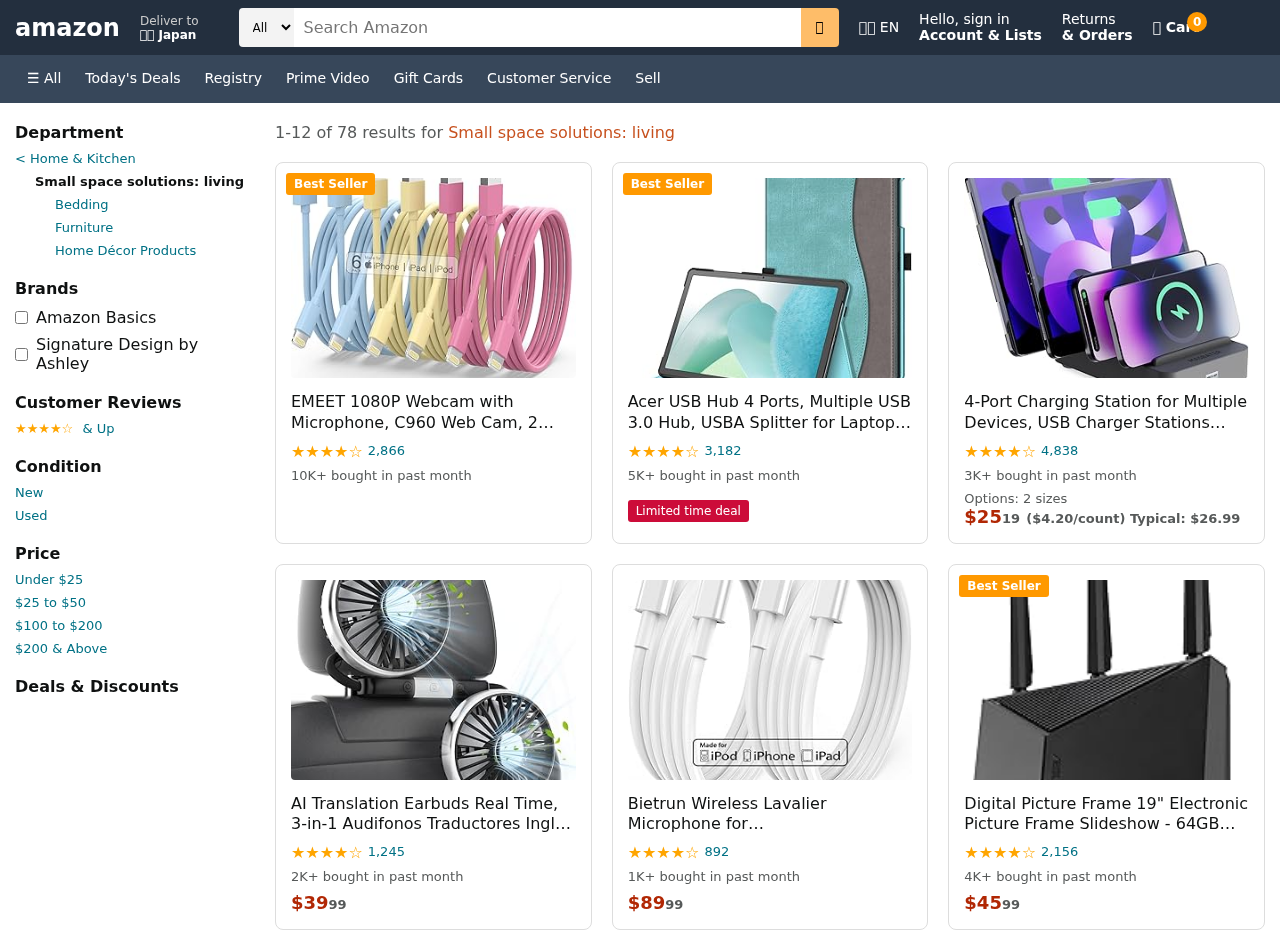 amazon
Deliver to
Japan
All
Search Amazon
EN
Hello, sign in
Account & Lists
Returns
& Orders
0
☰ All
Today's Deals
Registry
Prime Video
Gift Cards
Customer Service
Sell
Department
< Home & Kitchen
Small space solutions: living
Bedding
Furniture
Home Décor Products
Brands
Amazon Basics
Signature Design by
Ashley
Customer Reviews
★★★★☆ & Up
Condition
New
Used
Price
Under $25
$25 to $50
$100 to $200
$200 & Above
Deals & Discounts
1-12 of 78 results for Small space solutions: living
Best Seller
6
iPhone | iPad | iPod
EMEET 1080P Webcam with
Microphone, C960 Web Cam, 2…
★★★★☆ 2,866
10K+ bought in past month
Best Seller
Acer USB Hub 4 Ports, Multiple USB
3.0 Hub, USBA Splitter for Laptop…
★★★★☆ 3,182
5K+ bought in past month
Limited time deal
4-Port Charging Station for Multiple
Devices, USB Charger Stations…
★★★★☆ 4,838
3K+ bought in past month
Options: 2 sizes
$2519 ($4.20/count) Typical: $26.99
AI Translation Earbuds Real Time,
3-in-1 Audifonos Traductores Ingl…
★★★★☆ 1,245
2K+ bought in past month
$3999
Made for
iPod iPhone iPad
Bietrun Wireless Lavalier
Microphone for…
★★★★☆ 892
1K+ bought in past month
$8999
Best Seller
Digital Picture Frame 19" Electronic
Picture Frame Slideshow - 64GB…
★★★★☆ 2,156
4K+ bought in past month
$4599